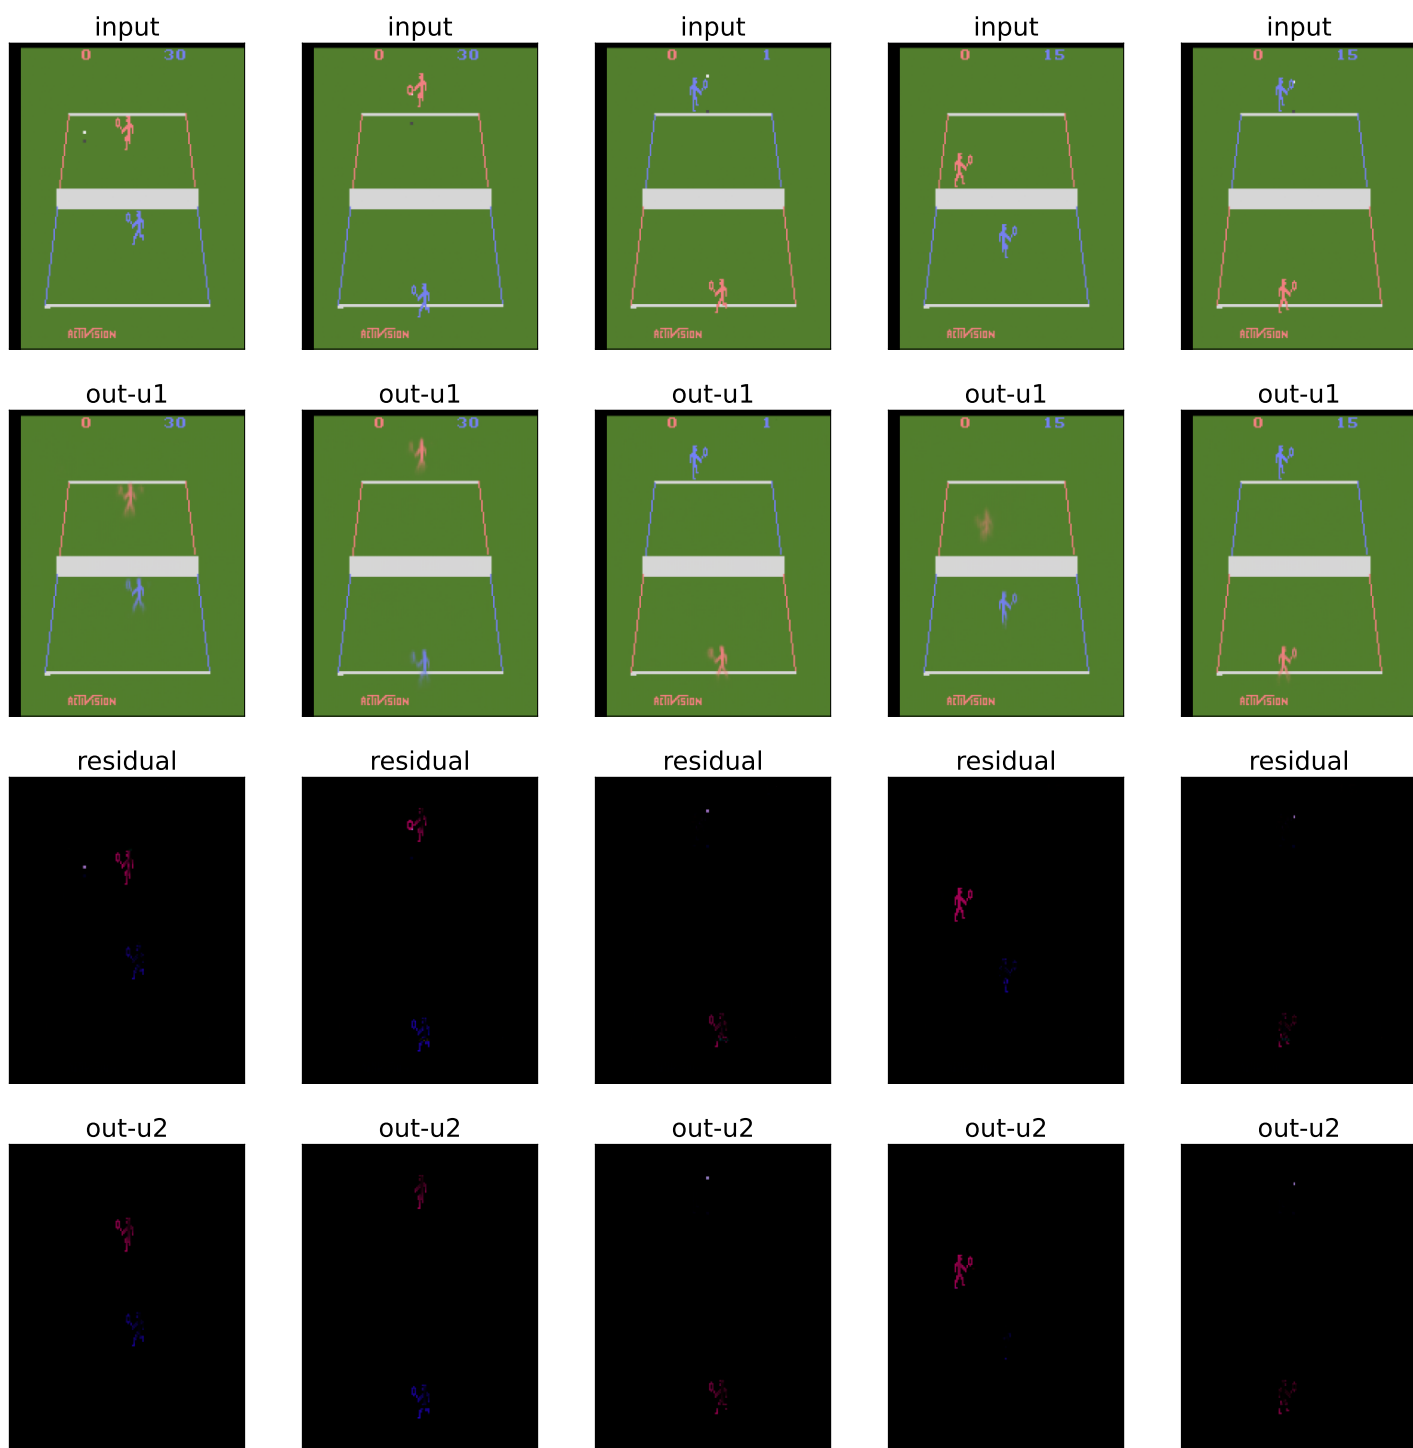 input input input input input
0 30 0 30 0 1 0 15 0 15
ACTIVISION ACTIVISION ACTIVISION ACTIVISION ACTIVISION
out-u1 out-u1 out-u1 out-u1 out-u1
0 30 0 30 0 1 0 15 0 15
ACTIVISION ACTIVISION ACTIVISION ACTIVISION ACTIVISION
residual residual residual residual residual
out-u2 out-u2 out-u2 out-u2 out-u2